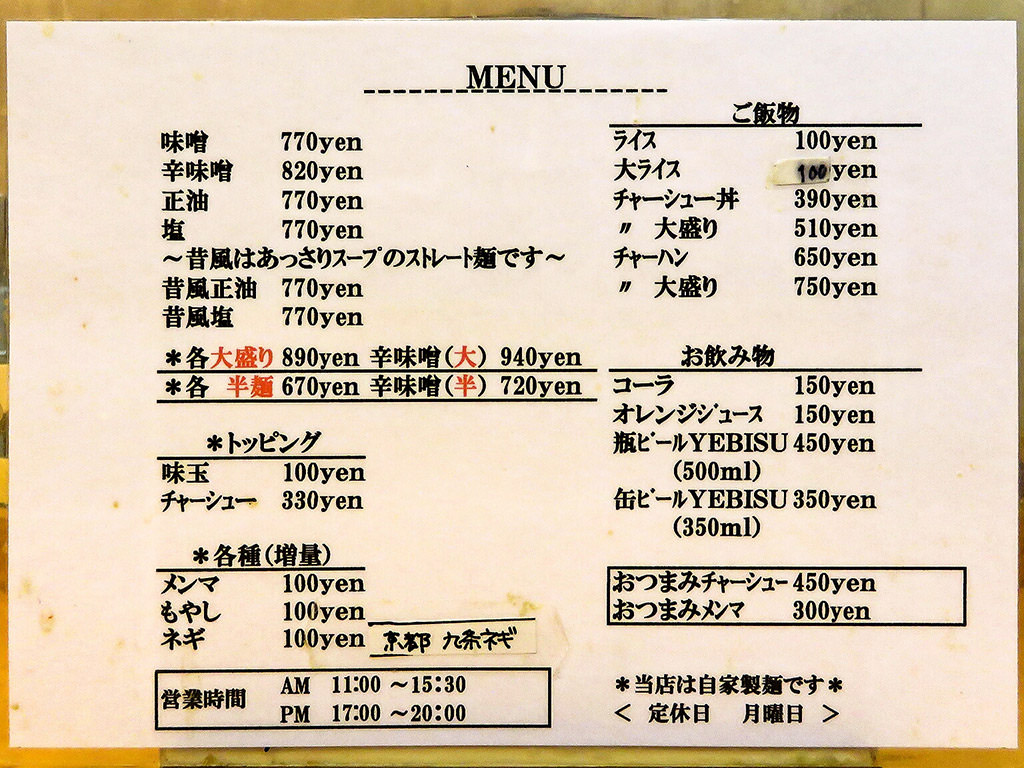 MENU
味噌 770yen
辛味噌 820yen
正油 770yen
塩 770yen
~昔風はあっさりスープのストレート麺です~
昔風正油 770yen
昔風塩 770yen
*各大盛り 890yen 辛味噌(大) 940yen
*各 半麺 670yen 辛味噌(半) 720yen
*トッピング
味玉 100yen
チャーシュー 330yen
*各種(増量)
メンマ 100yen
もやし 100yen
ネギ 100yen 京都 九条ネギ
営業時間 AM 11:00 ~15:30
PM 17:00 ~20:00
ご飯物
ライス 100yen
大ライス 100yen
チャーシュー丼 390yen
〃 大盛り 510yen
チャーハン 650yen
〃 大盛り 750yen
お飲み物
コーラ 150yen
オレンジジュース 150yen
瓶ビールYEBISU 450yen
(500ml)
缶ビールYEBISU 350yen
(350ml)
おつまみチャーシュー 450yen
おつまみメンマ 300yen
*当店は自家製麺です*
< 定休日 月曜日 >